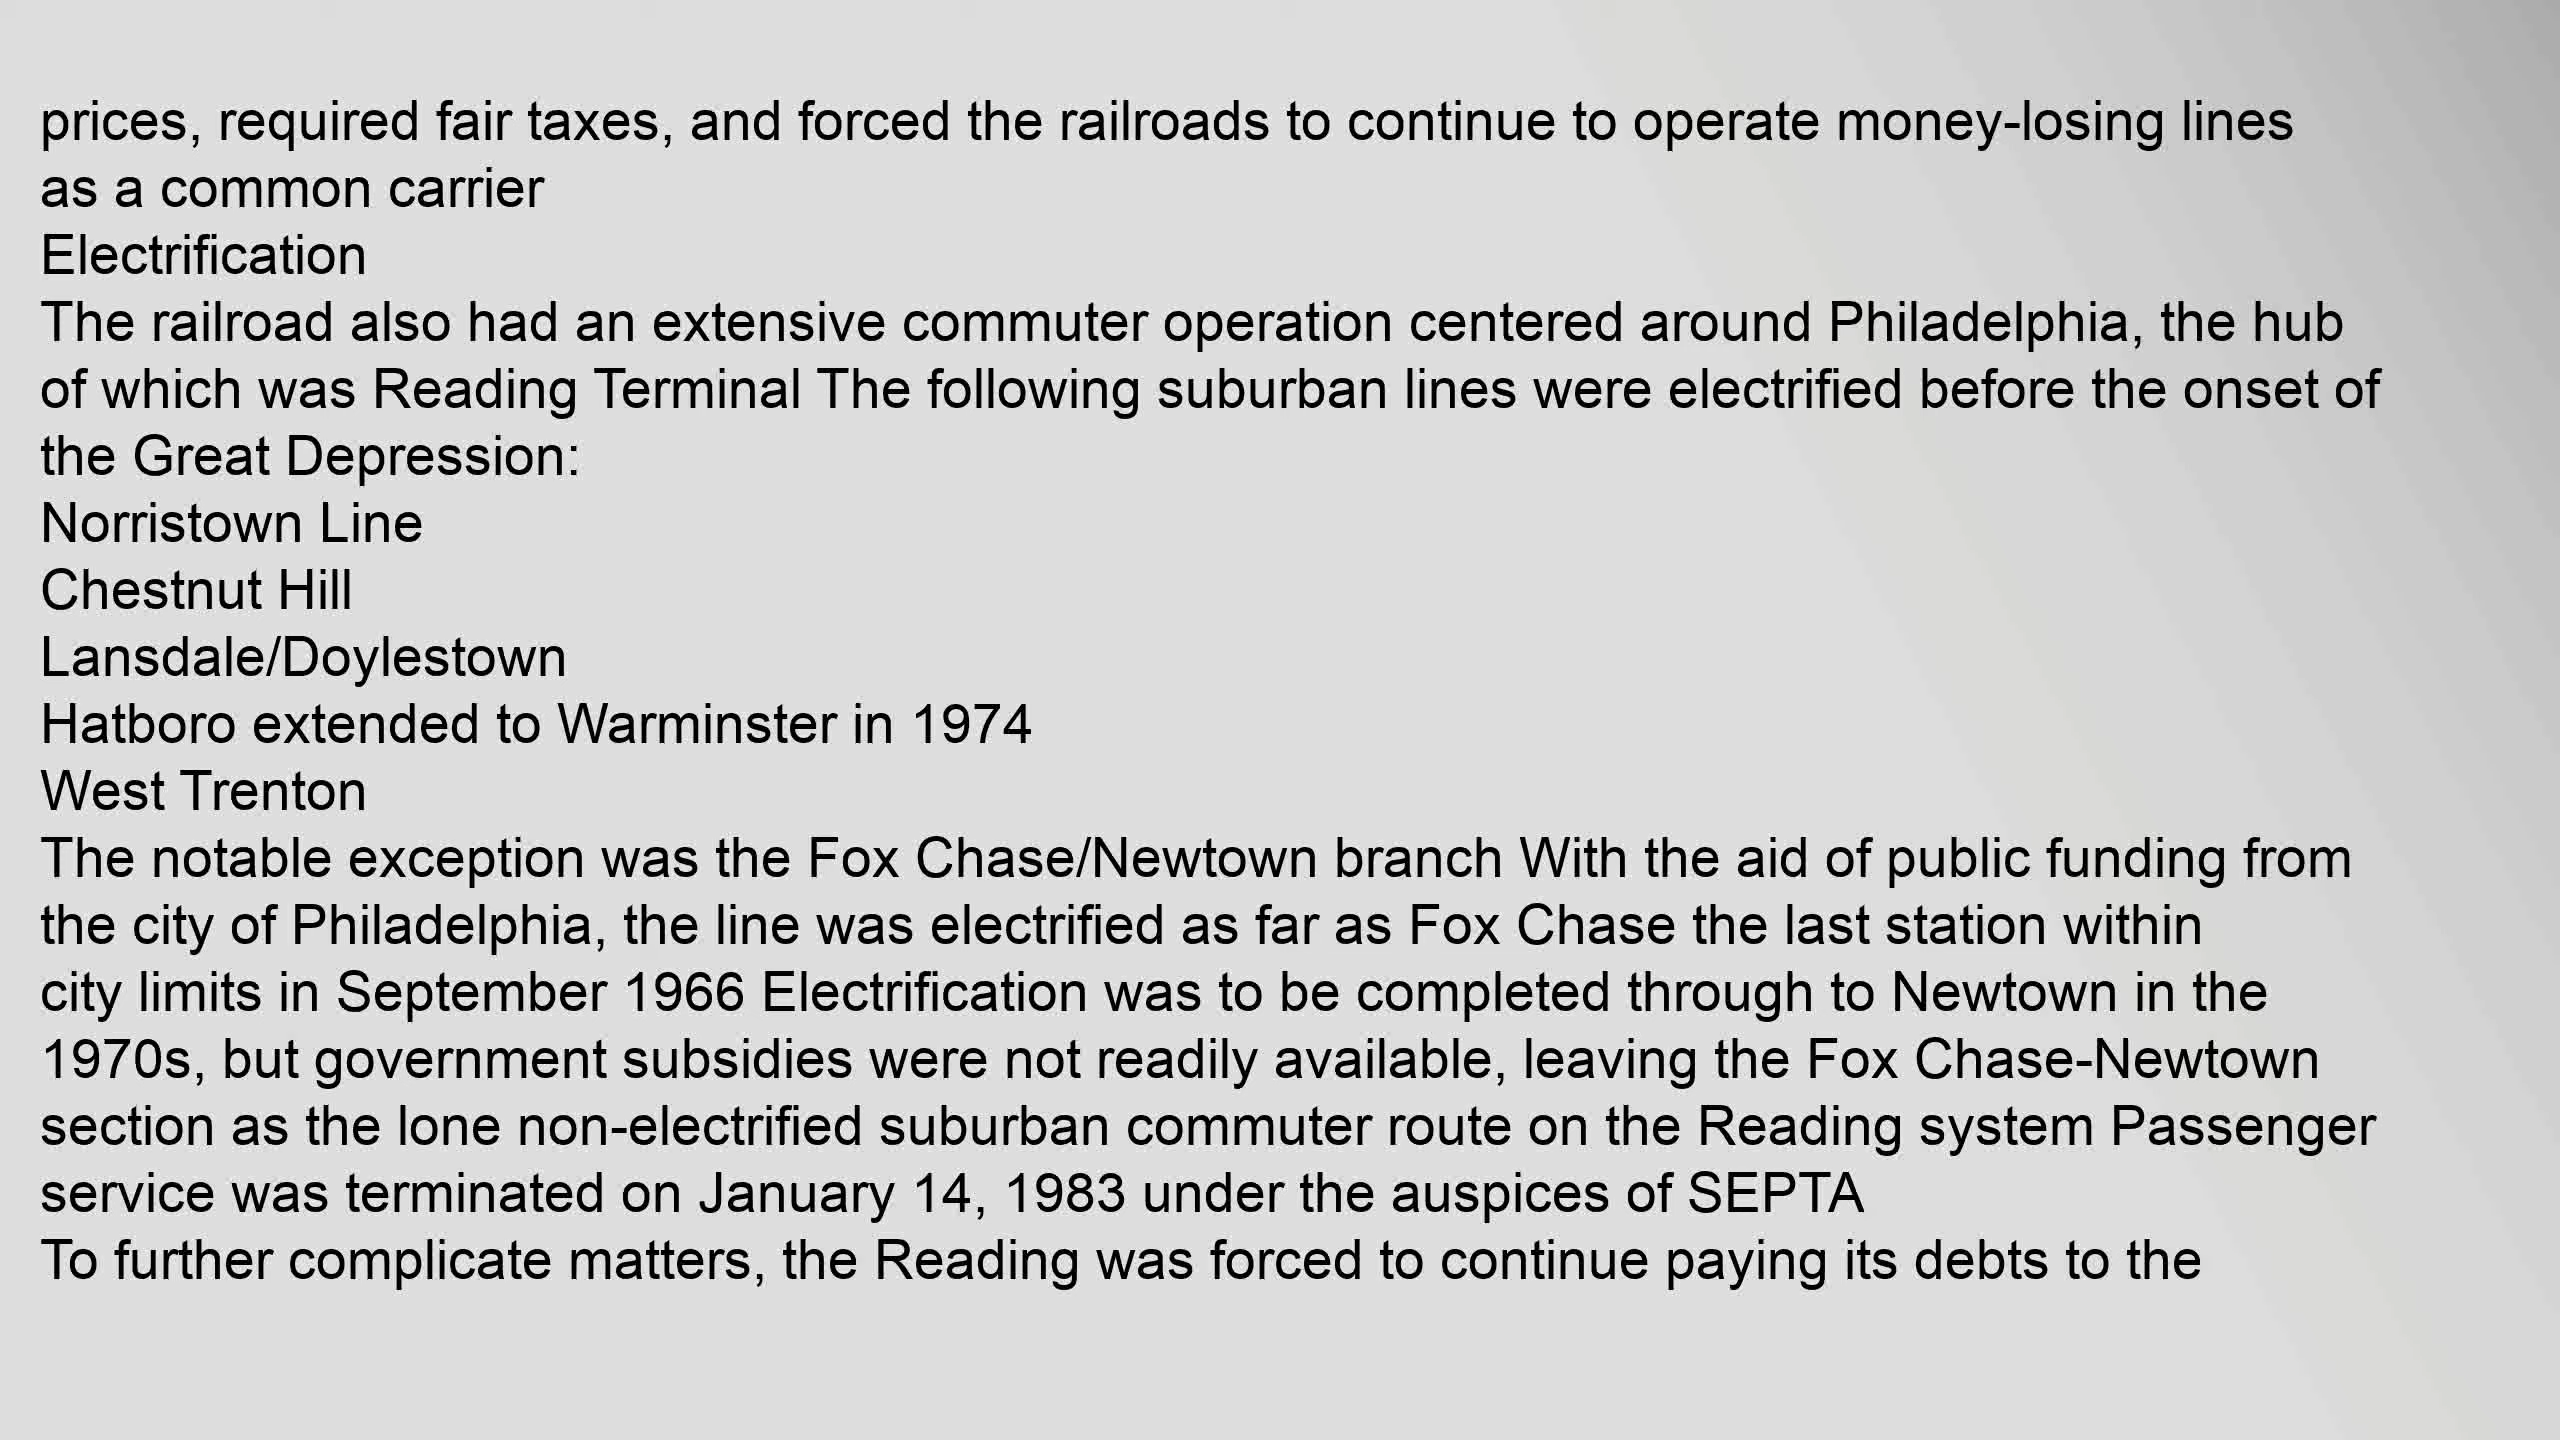 prices, required fair taxes, and forced the railroads to continue to operate money-losing lines
as a common carrier
Electrification
The railroad also had an extensive commuter operation centered around Philadelphia, the hub
of which was Reading Terminal The following suburban lines were electrified before the onset of
the Great Depression:
Norristown Line
Chestnut Hill
Lansdale/Doylestown
Hatboro extended to Warminster in 1974
West Trenton
The notable exception was the Fox Chase/Newtown branch With the aid of public funding from
the city of Philadelphia, the line was electrified as far as Fox Chase the last station within
city limits in September 1966 Electrification was to be completed through to Newtown in the
1970s, but government subsidies were not readily available, leaving the Fox Chase-Newtown
section as the lone non-electrified suburban commuter route on the Reading system Passenger
service was terminated on January 14, 1983 under the auspices of SEPTA
To further complicate matters, the Reading was forced to continue paying its debts to the